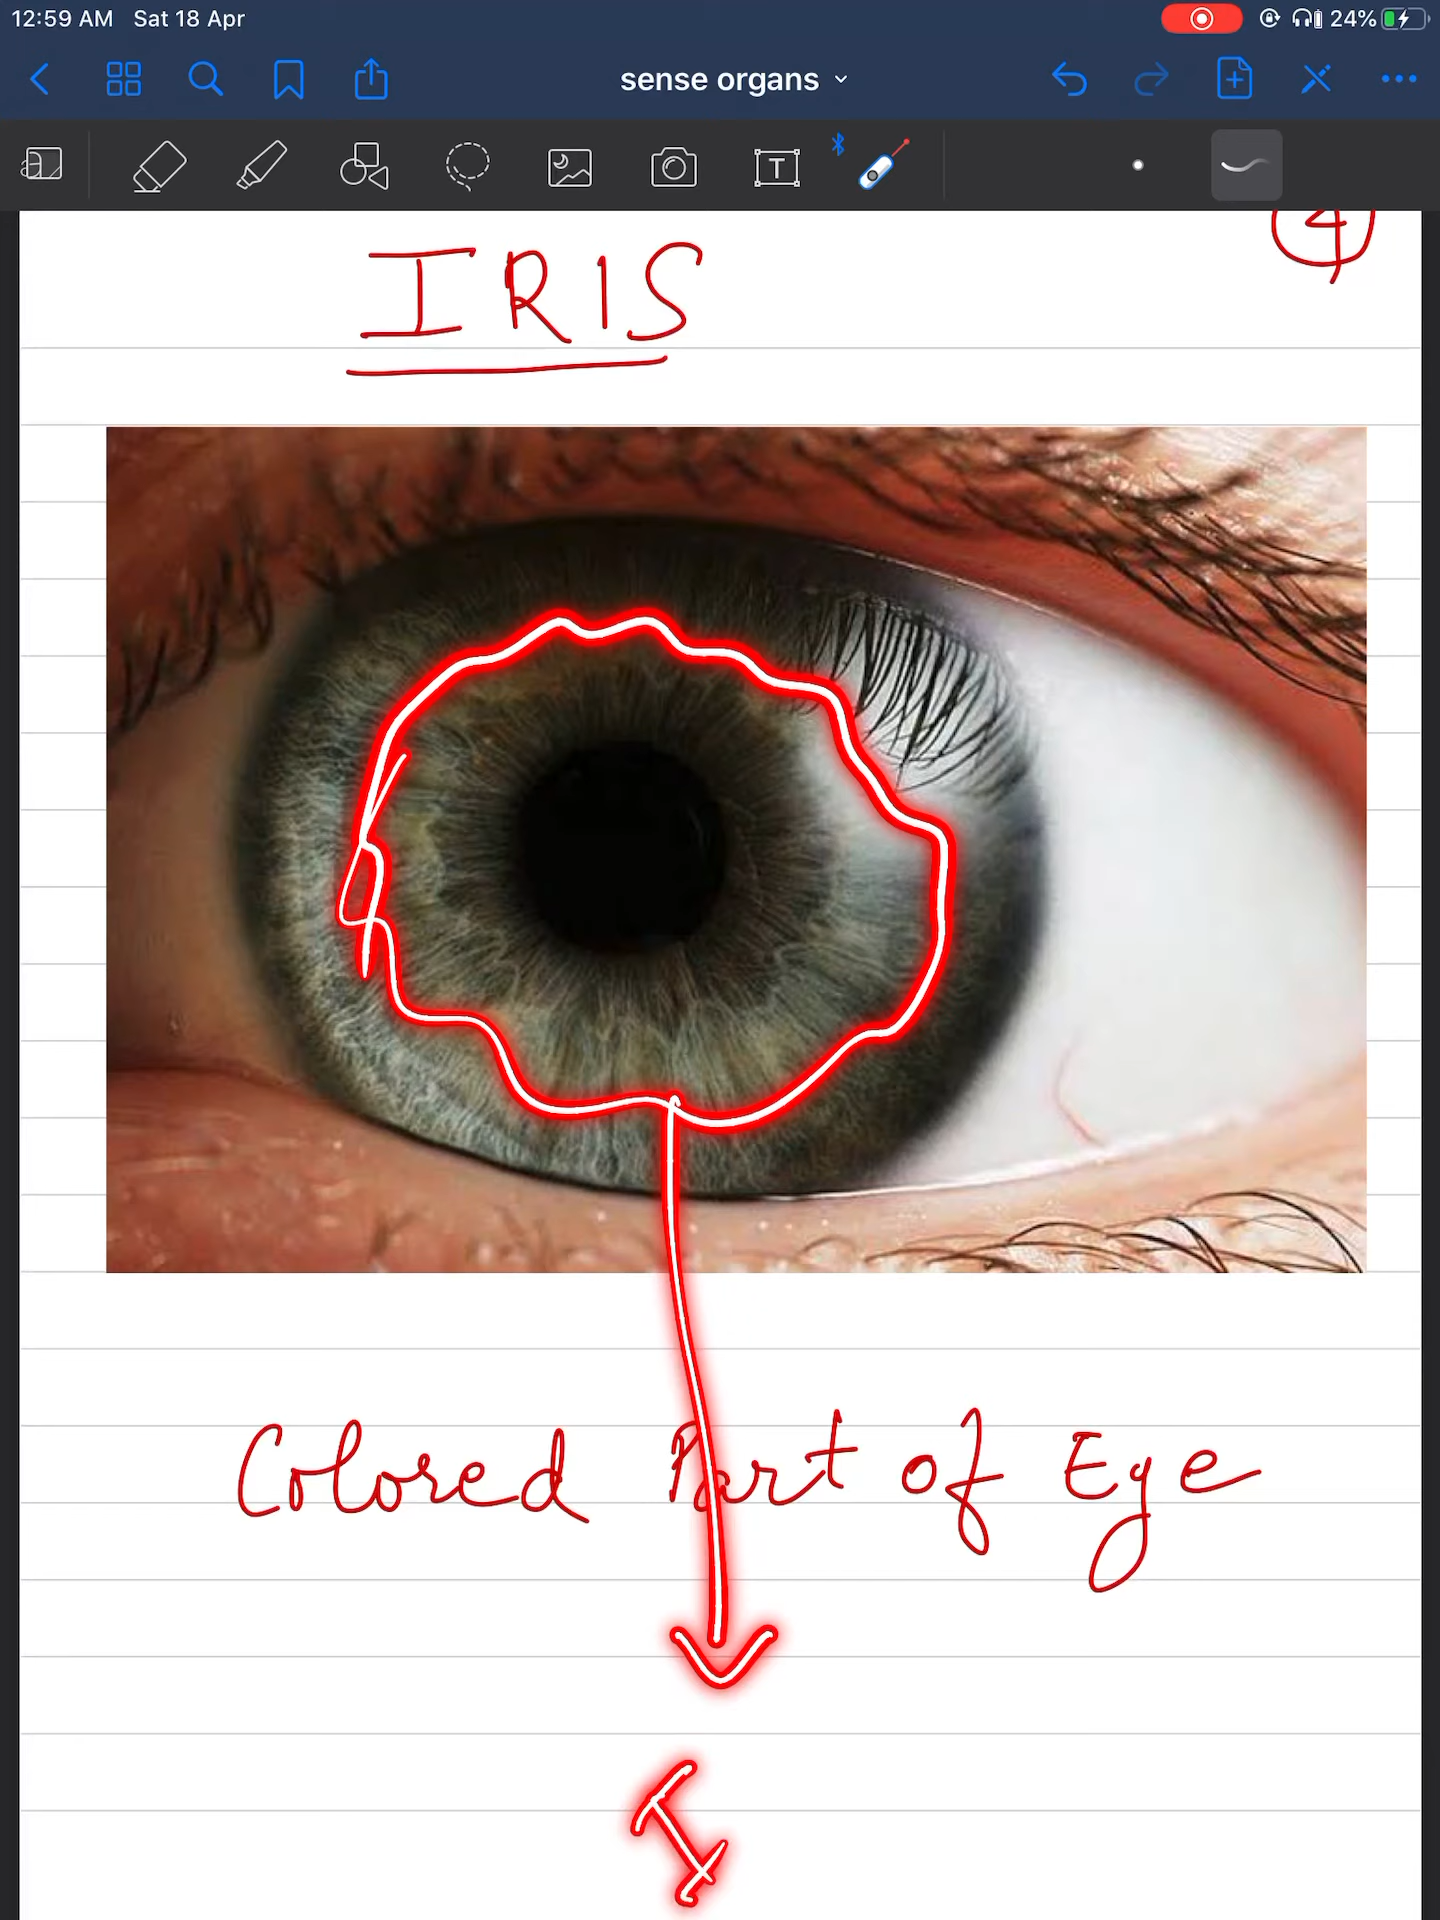 12:59 AM Sat 18 Apr 24%
sense organs
T
4
IRIS
Colored Part of Eye
I